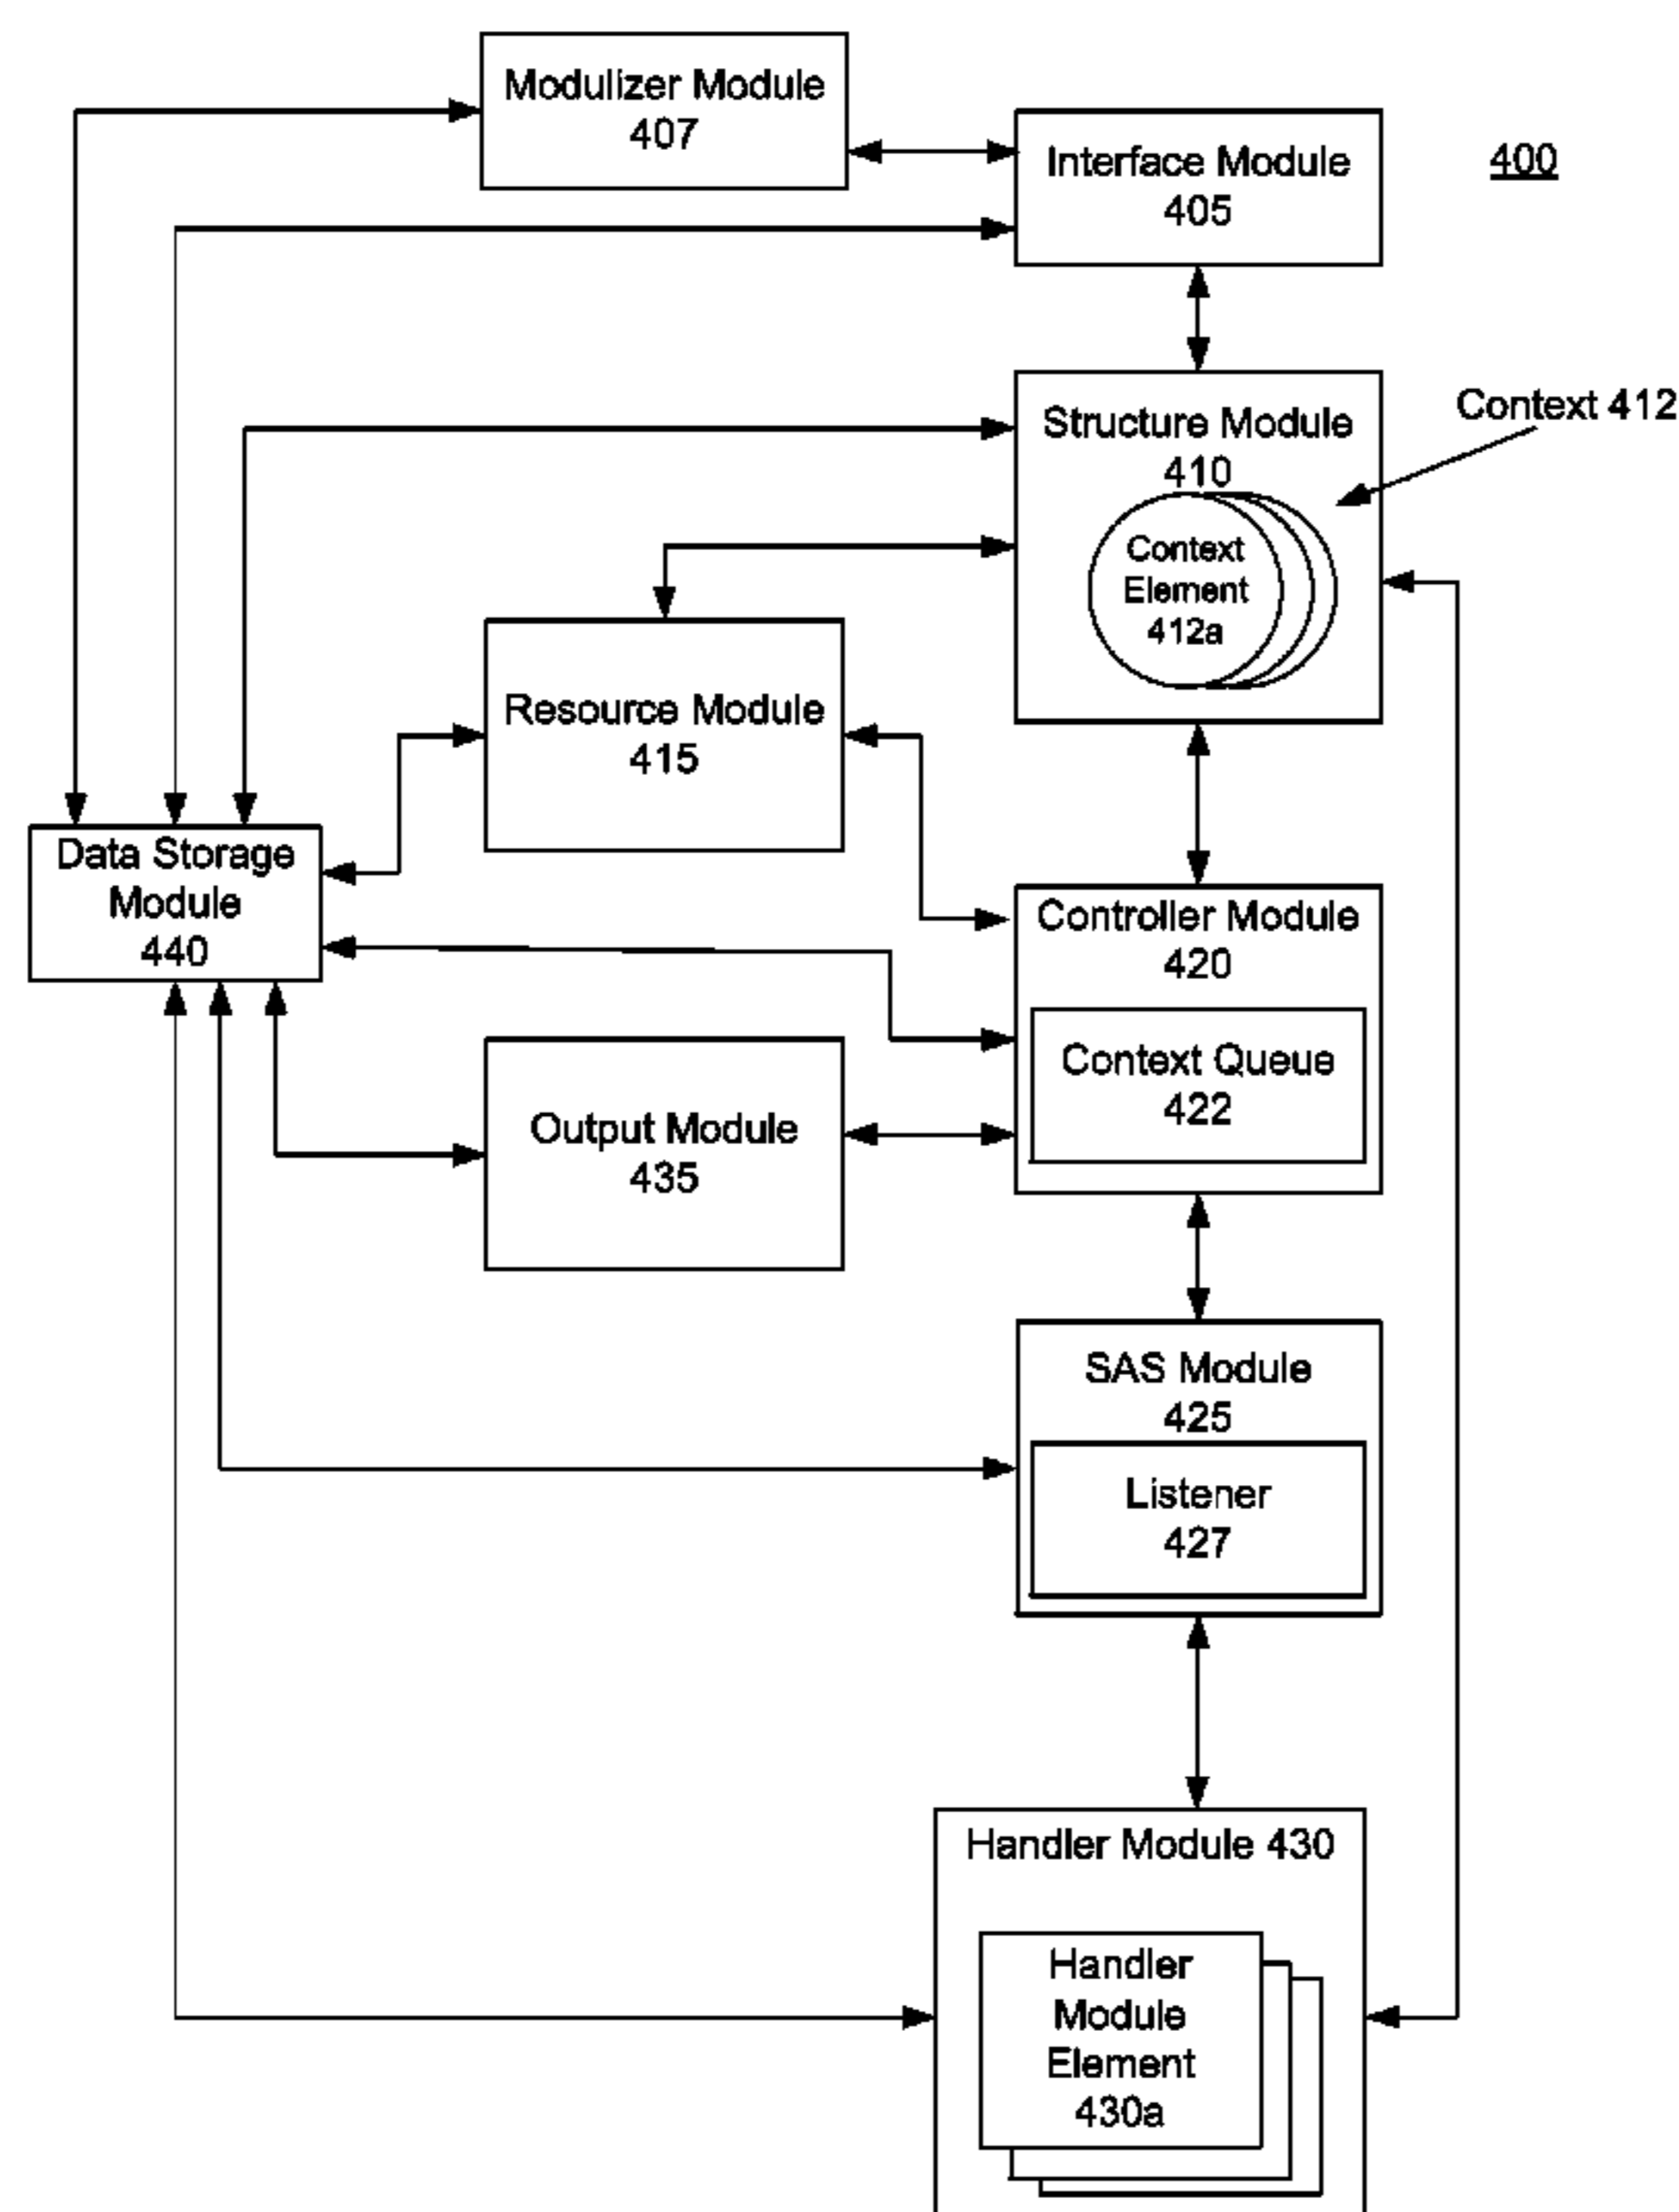 Modulizer Module
407
Interface Module
405
400
Structure Module
410
Context 412
Context
Element
412a
Resource Module
415
Data Storage
Module
440
Controller Module
420
Context Queue
422
Output Module
435
SAS Module
425
Listener
427
Handler Module 430
Handler
Module
Element
430a